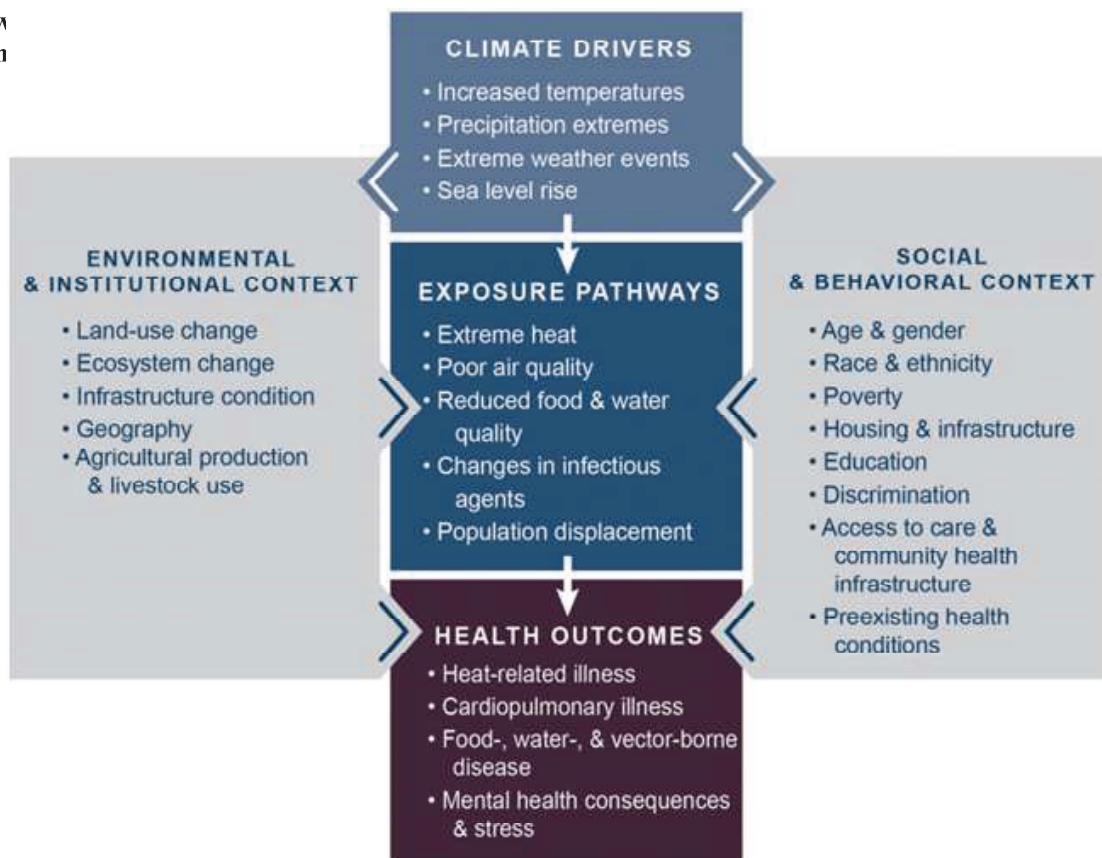 CLIMATE DRIVERS
• Increased temperatures
• Precipitation extremes
• Extreme weather events
• Sea level rise
ENVIRONMENTAL
& INSTITUTIONAL CONTEXT
• Land-use change
• Ecosystem change
• Infrastructure condition
• Geography
• Agricultural production
& livestock use
EXPOSURE PATHWAYS
• Extreme heat
• Poor air quality
• Reduced food & water
quality
• Changes in infectious
agents
• Population displacement
SOCIAL
& BEHAVIORAL CONTEXT
• Age & gender
• Race & ethnicity
• Poverty
• Housing & infrastructure
• Education
• Discrimination
• Access to care &
community health
infrastructure
• Preexisting health
conditions
HEALTH OUTCOMES
• Heat-related illness
• Cardiopulmonary illness
• Food-, water-, & vector-borne
disease
• Mental health consequences
& stress